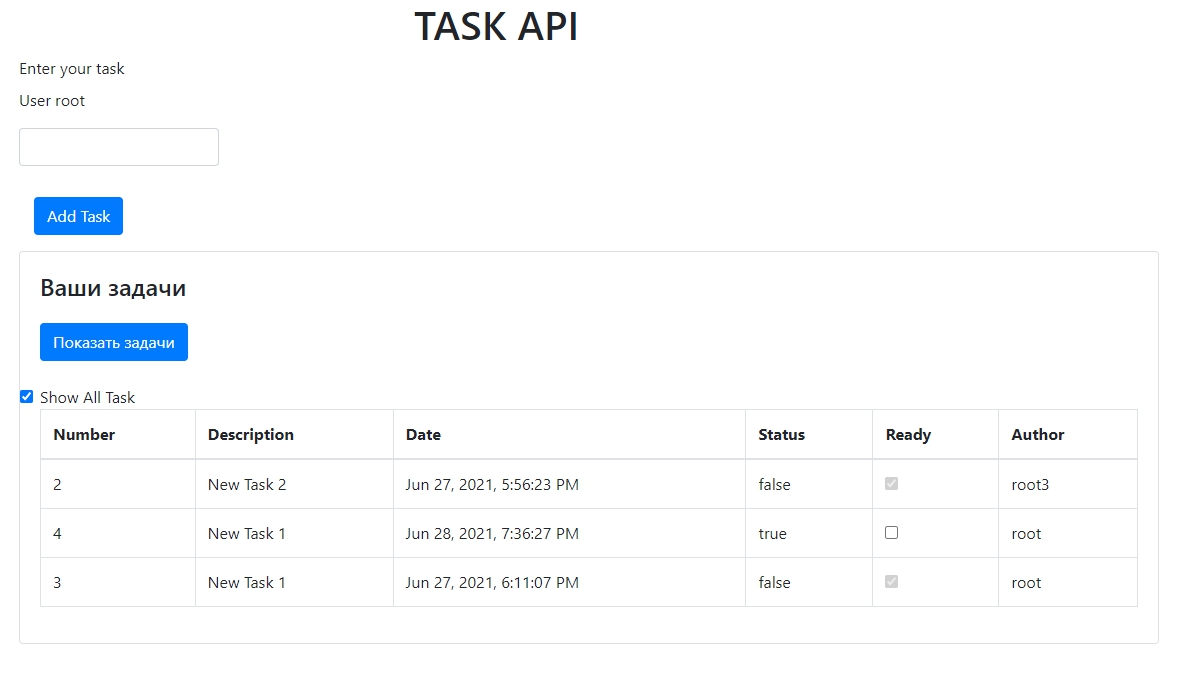 TASK API
Enter your task
User root
Add Task
Ваши задачи
Показать задачи
Show All Task
Number Description Date Status Ready Author
2 New Task 2 Jun 27, 2021, 5:56:23 PM false root3
4 New Task 1 Jun 28, 2021, 7:36:27 PM true root
3 New Task 1 Jun 27, 2021, 6:11:07 PM false root